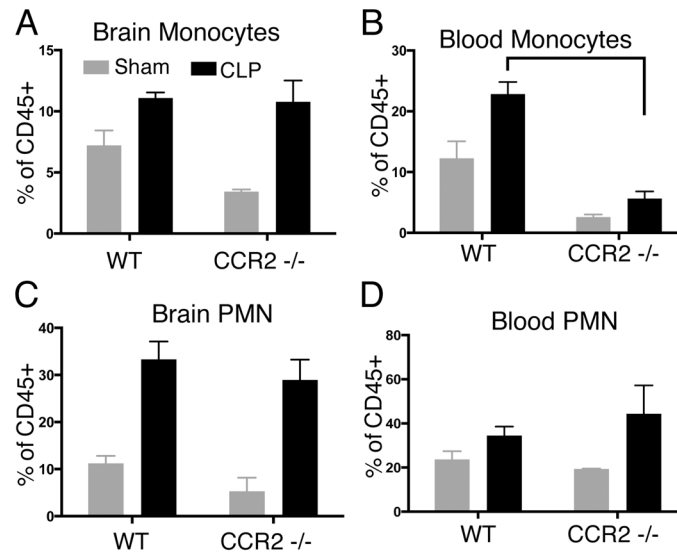 A
Brain Monocytes
Sham
CLP
% of CD45+
15
10
5
0
WT
CCR2 -/-
B
Blood Monocytes
% of CD45+
30
20
10
0
WT
CCR2 -/-
C
Brain PMN
% of CD45+
40
30
20
10
0
WT
CCR2 -/-
D
Blood PMN
% of CD45+
80
60
40
20
0
WT
CCR2 -/-